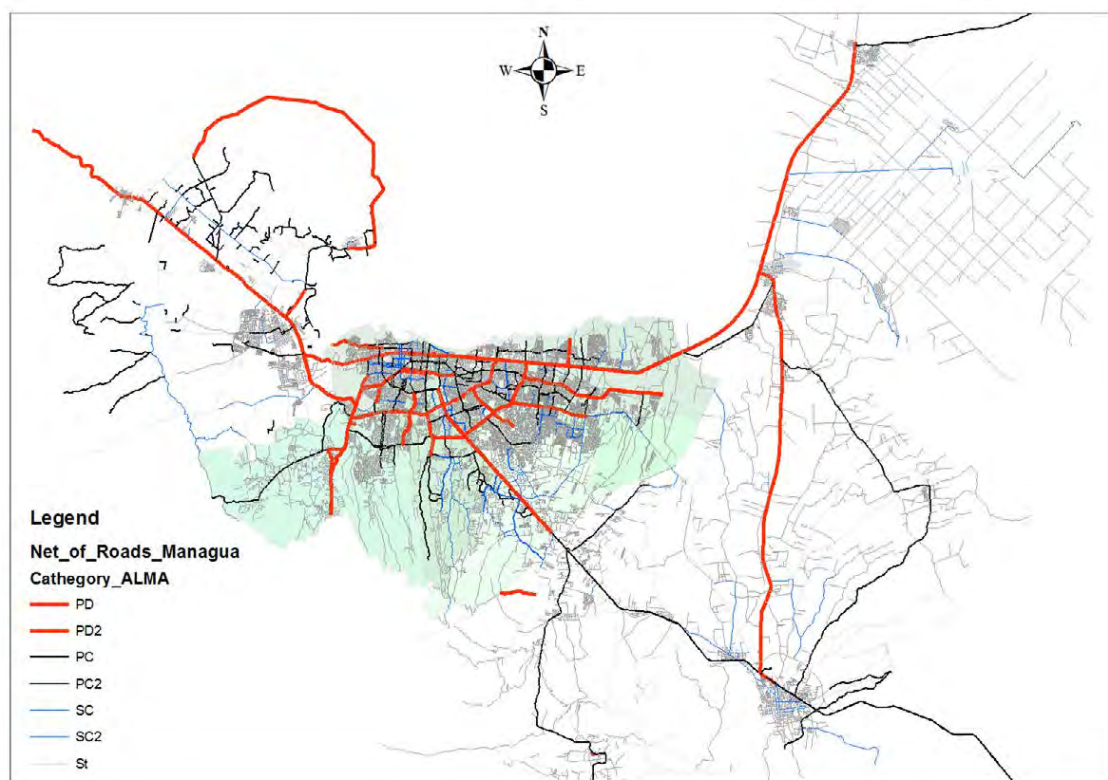 N
W E
S
Legend
Net_of_Roads_Managua
Cathegory_ALMA
PD
PD2
PC
PC2
SC
SC2
St